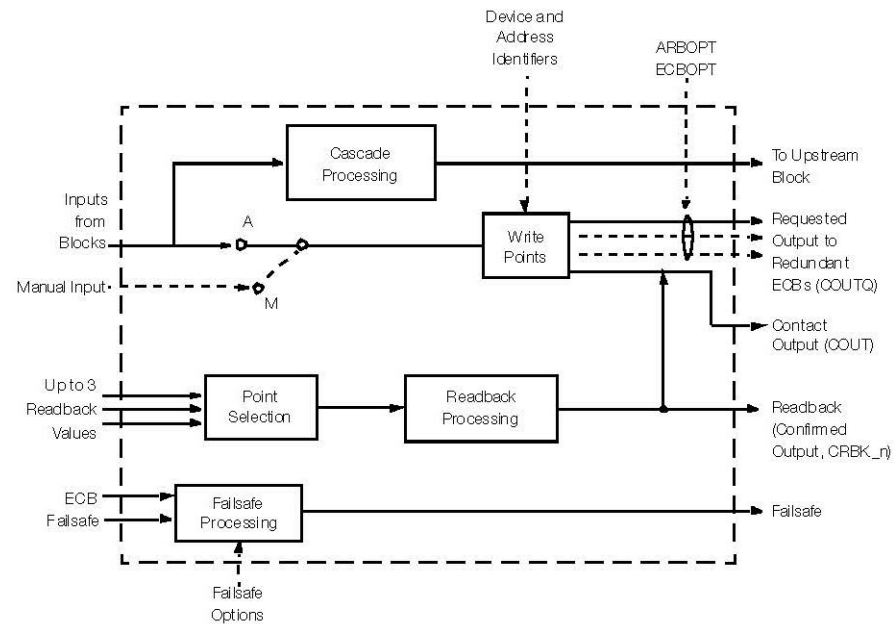 Device and
Address
Identifiers
ARBOPT
ECBOPT
Cascade
Processing
To Upstream
Block
Inputs
from
Blocks
A
Write
Points
Requested
Output to
Redundant
ECBs (COUTQ)
Manual Input
M
Contact
Output (COUT)
Up to 3
Readback
Values
Point
Selection
Readback
Processing
Readback
(Confirmed
Output, CRBK_n)
ECB
Failsafe
Failsafe
Processing
Failsafe
Failsafe
Options